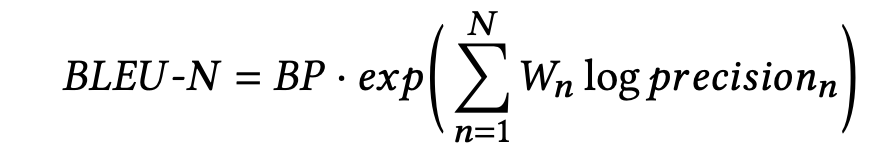 BLEU-N = BP · exp(∑_{n=1}^{N} W_n log precision_n)